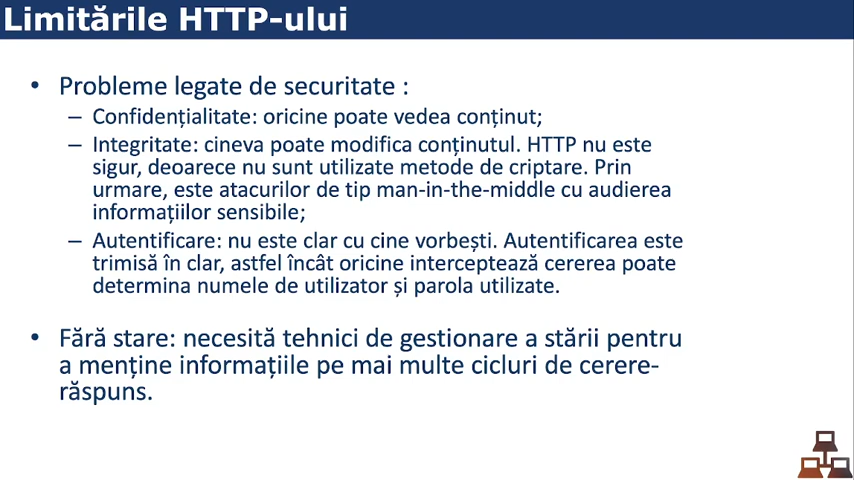 Limitările HTTP-ului
• Probleme legate de securitate :
– Confidențialitate: oricine poate vedea conținut;
– Integritate: cineva poate modifica conținutul. HTTP nu este
sigur, deoarece nu sunt utilizate metode de criptare. Prin
urmare, este atacurilor de tip man-in-the-middle cu audierea
informațiilor sensibile;
– Autentificare: nu este clar cu cine vorbești. Autentificarea este
trimisă în clar, astfel încât oricine interceptează cererea poate
determina numele de utilizator și parola utilizate.
• Fără stare: necesită tehnici de gestionare a stării pentru
a menține informațiile pe mai multe cicluri de cerere-
răspuns.